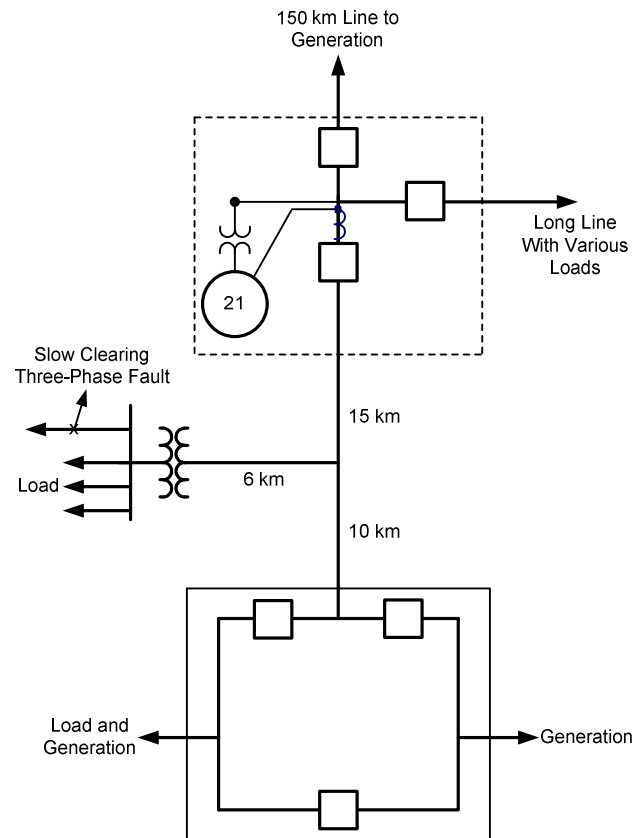 150 km Line to
Generation
Long Line
With Various
Loads
21
Slow Clearing
Three-Phase Fault
15 km
Load
6 km
10 km
Load and
Generation
Generation